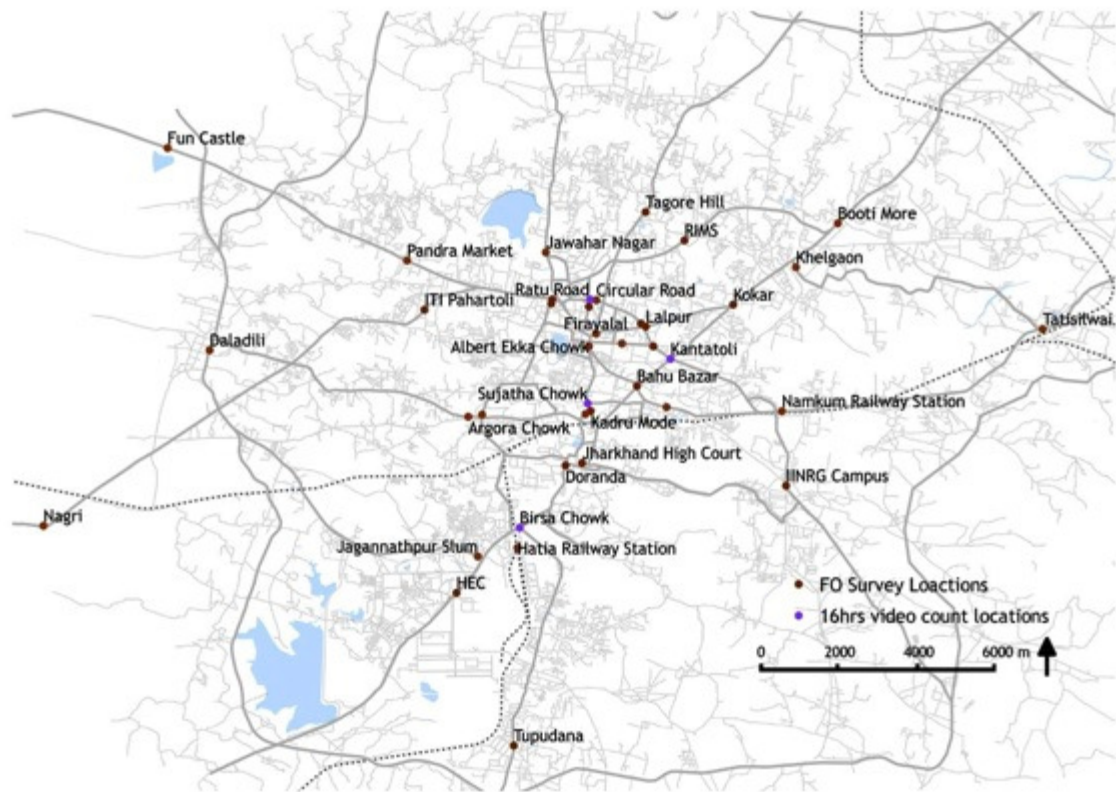 Fun Castle
Tagore Hill
Booti More
RIMS
Jawahar Nagar
Pandra Market
Khelgaon
Ratu Road
Circular Road
Kokar
ITI Pahartoli
Lalpur
Firayalal
Tatisilwai
Daladili
Albert Ekka Chowk
Kantatoli
Bahu Bazar
Sujatha Chowk
Namkum Railway Station
Argora Chowk
Kadru Mode
Jharkhand High Court
Doranda
IINRG Campus
Nagri
Birsa Chowk
Jagannathpur Slum
Hatia Railway Station
HEC
FO Survey Loactions
16hrs video count locations
0 2000 4000 6000 m
Tupudana